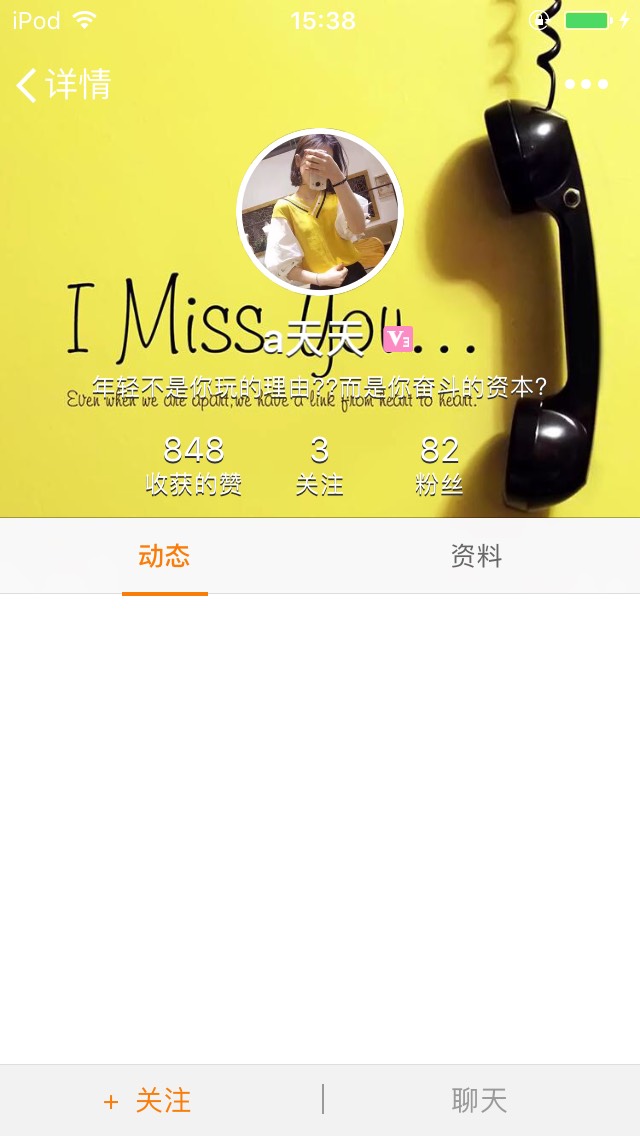 iPod 15:38
详情
I Miss You...
a天天 V3
年轻不是你玩的理由??而是你奋斗的资本?
Even when we are apart,we have a link from heart to heart.
848 3 82
收获的赞 关注 粉丝
动态 资料
+ 关注 | 聊天